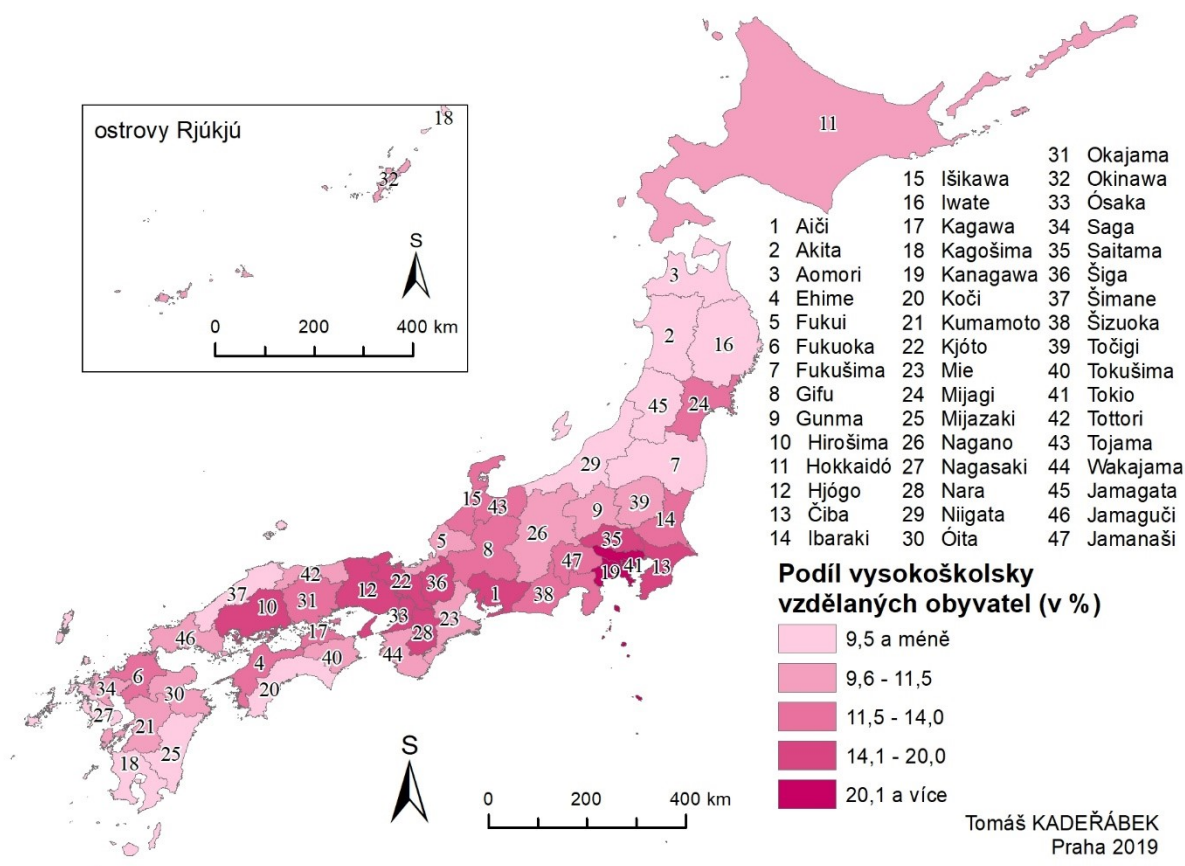 ostrovy Rjúkjú
18
32
S
0 200 400 km
11
3
2
16
45
24
29
7
15
43
5
8
26
9
39
14
35
47
19
41
13
42
37
10
31
12
22
36
1
38
33
23
28
17
46
44
4
40
20
6
34
30
27
21
25
18
S
0 200 400 km
1 Aiči
2 Akita
3 Aomori
4 Ehime
5 Fukui
6 Fukuoka
7 Fukušima
8 Gifu
9 Gunma
10 Hirošima
11 Hokkaidó
12 Hjógo
13 Čiba
14 Ibaraki
15 Išikawa
16 Iwate
17 Kagawa
18 Kagošima
19 Kanagawa
20 Koči
21 Kumamoto
22 Kjóto
23 Mie
24 Mijagi
25 Mijazaki
26 Nagano
27 Nagasaki
28 Nara
29 Niigata
30 Óita
31 Okajama
32 Okinawa
33 Ósaka
34 Saga
35 Saitama
36 Šiga
37 Šimane
38 Šizuoka
39 Točigi
40 Tokušima
41 Tokio
42 Tottori
43 Tojama
44 Wakajama
45 Jamagata
46 Jamaguči
47 Jamanaši
Podíl vysokoškolsky
vzdělaných obyvatel (v %)
9,5 a méně
9,6 - 11,5
11,5 - 14,0
14,1 - 20,0
20,1 a více
Tomáš KADEŘÁBEK
Praha 2019